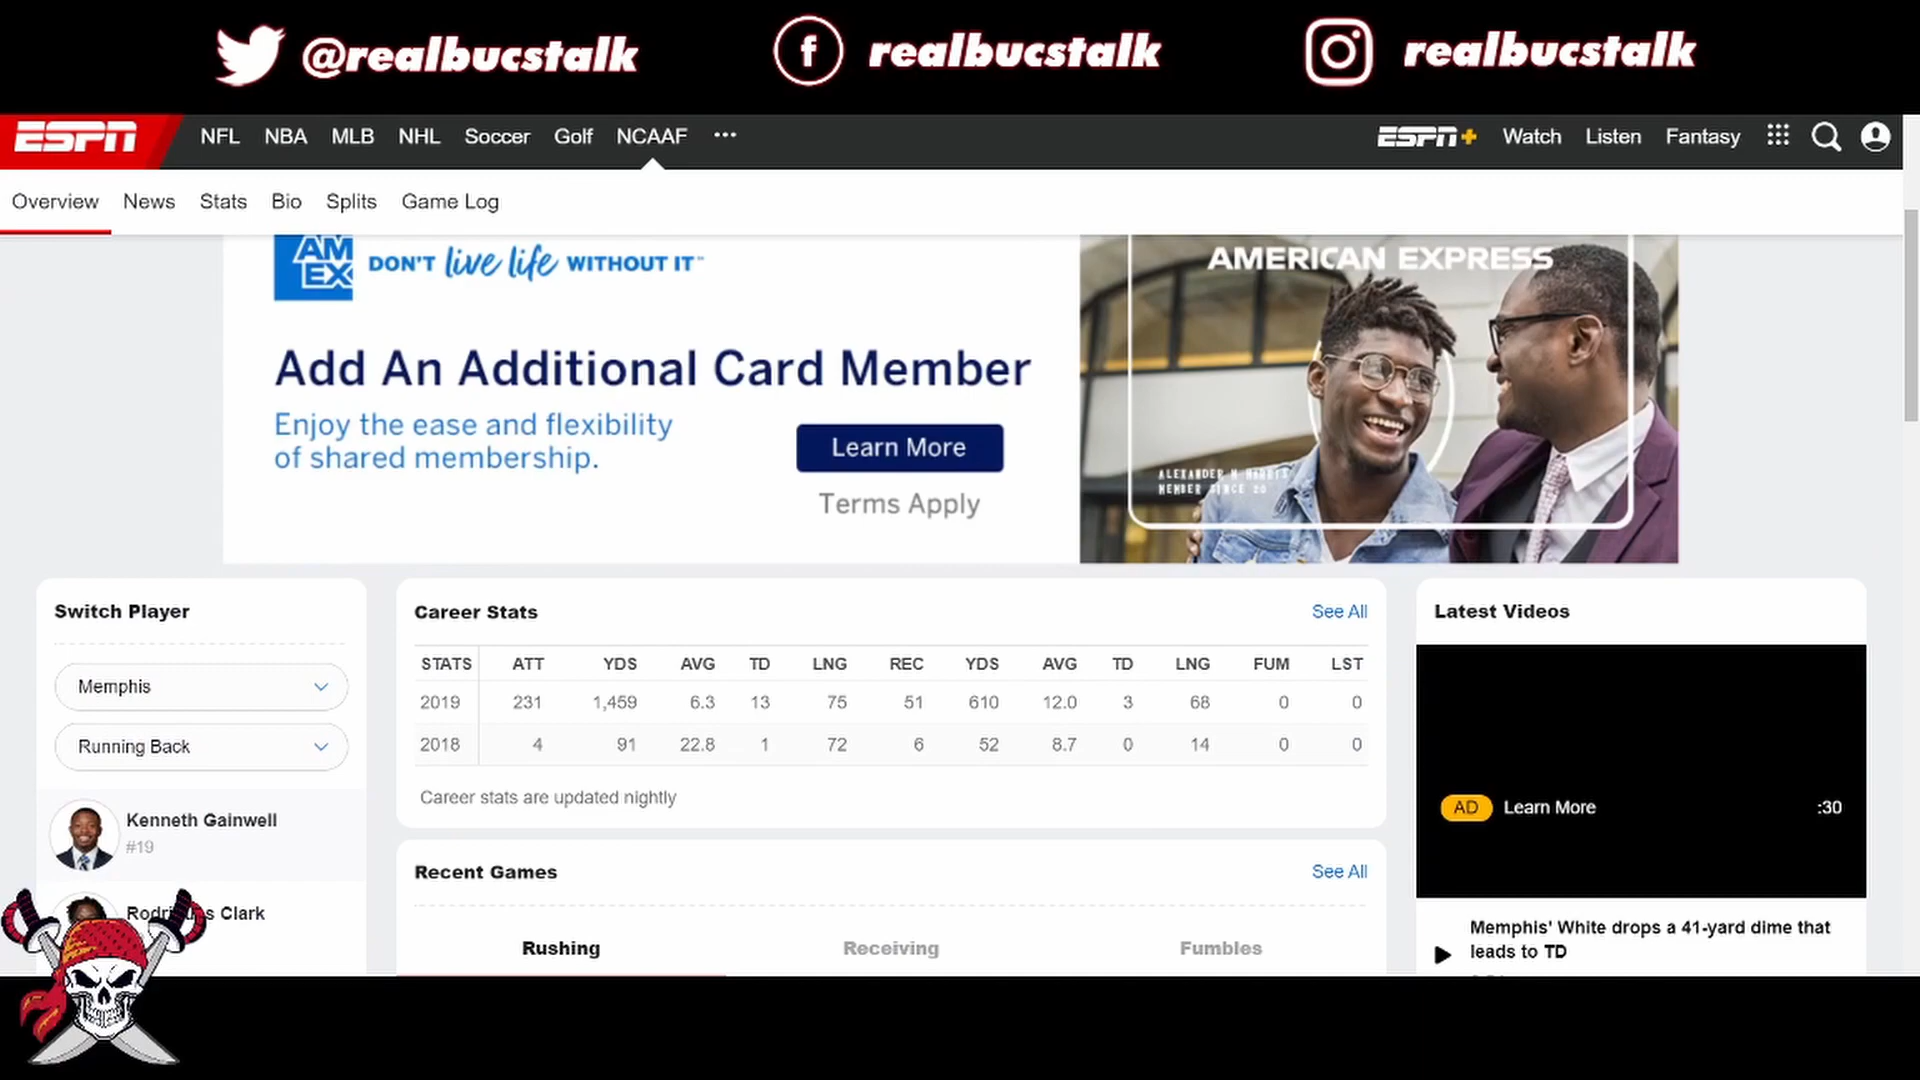 @realbucstalk
realbucstalk
realbucstalk
ESPN NFL NBA MLB NHL Soccer Golf NCAAF ESPN+ Watch Listen Fantasy
Overview News Stats Bio Splits Game Log
AM
EX
DON'T live life WITHOUT IT™
Add An Additional Card Member
Enjoy the ease and flexibility
of shared membership.
Learn More
Terms Apply
AMERICAN EXPRESS
MEMBER SINCE 20
Switch Player
Memphis
Running Back
Kenneth Gainwell
#19
Clark
Career Stats See All
STATS ATT YDS AVG TD LNG REC YDS AVG TD LNG FUM LST
2019 231 1,459 6.3 13 75 51 610 12.0 3 68 0 0
2018 4 91 22.8 1 72 6 52 8.7 0 14 0 0
Career stats are updated nightly
Recent Games See All
Rushing Receiving Fumbles
Latest Videos
AD Learn More :30
Memphis' White drops a 41-yard dime that
leads to TD